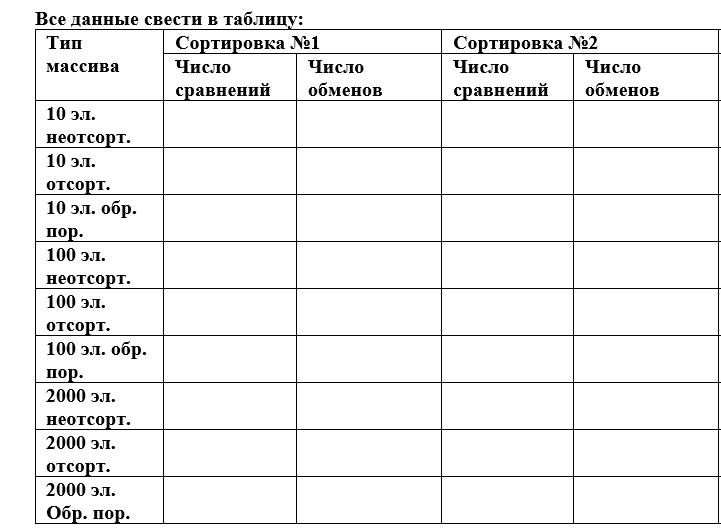 Все данные свести в таблицу:
Тип
массива
Сортировка №1
Сортировка №2
Число
сравнений
Число
обменов
Число
сравнений
Число
обменов
10 эл.
неотсорт.
10 эл.
отсорт.
10 эл. обр.
пор.
100 эл.
неотсорт.
100 эл.
отсорт.
100 эл. обр.
пор.
2000 эл.
неотсорт.
2000 эл.
отсорт.
2000 эл.
Обр. пор.